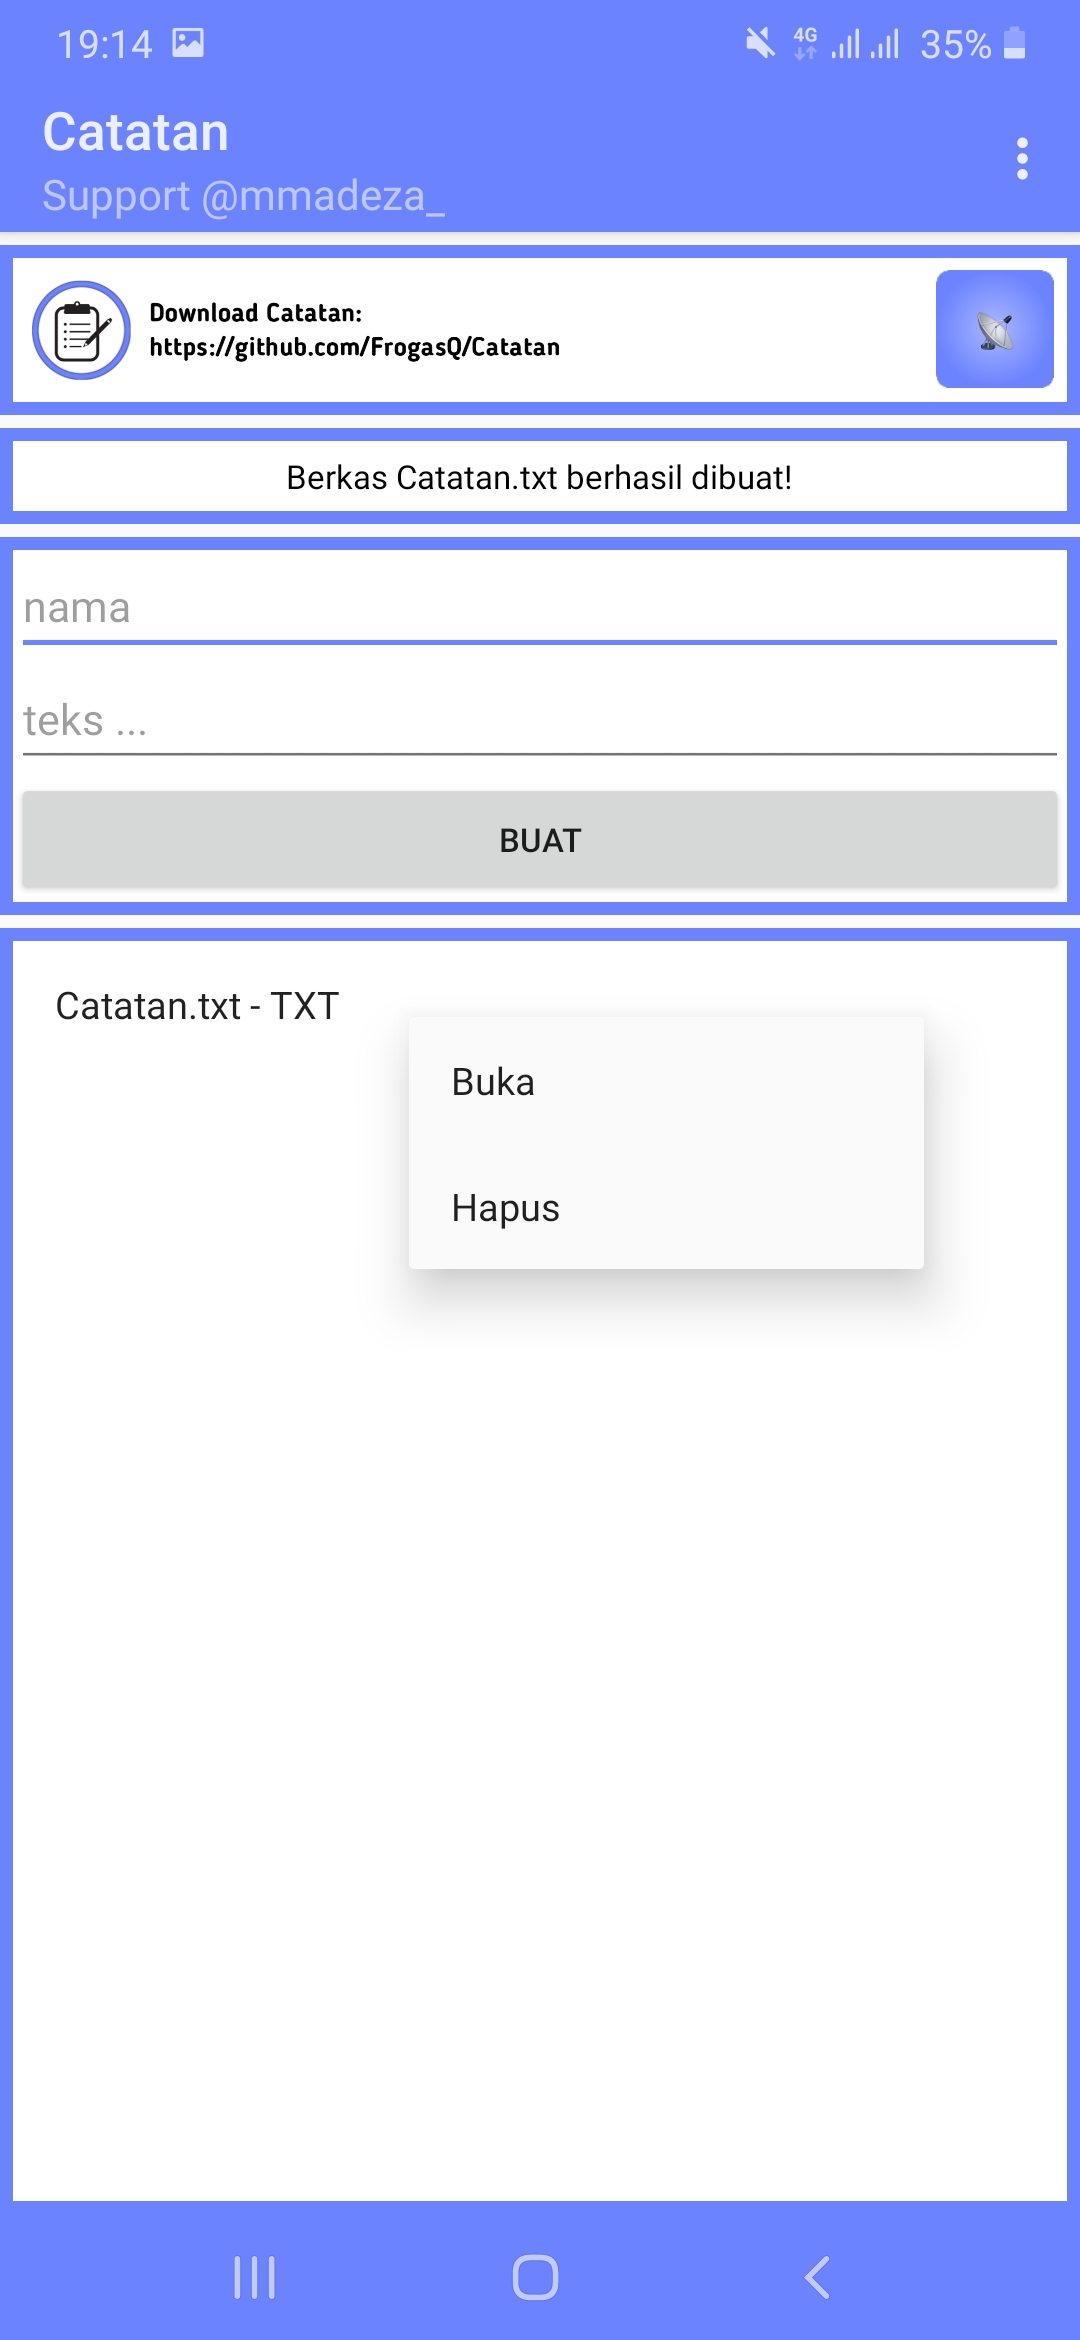 19:14
4G
35%
Catatan
Support @mmadeza_
Download Catatan:
https://github.com/FrogasQ/Catatan
Berkas Catatan.txt berhasil dibuat!
nama
teks ...
BUAT
Catatan.txt - TXT
Buka
Hapus